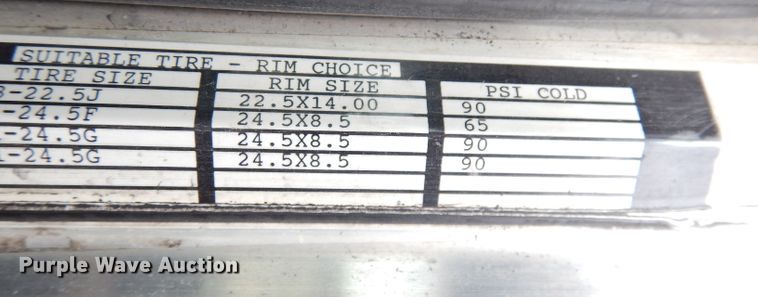 SUITABLE TIRE - RIM CHOICE
TIRE SIZE RIM SIZE PSI COLD
-22.5J 22.5X14.00 90
-24.5F 24.5X8.5 65
-24.5G 24.5X8.5 90
-24.5G 24.5X8.5 90
Purple Wave Auction